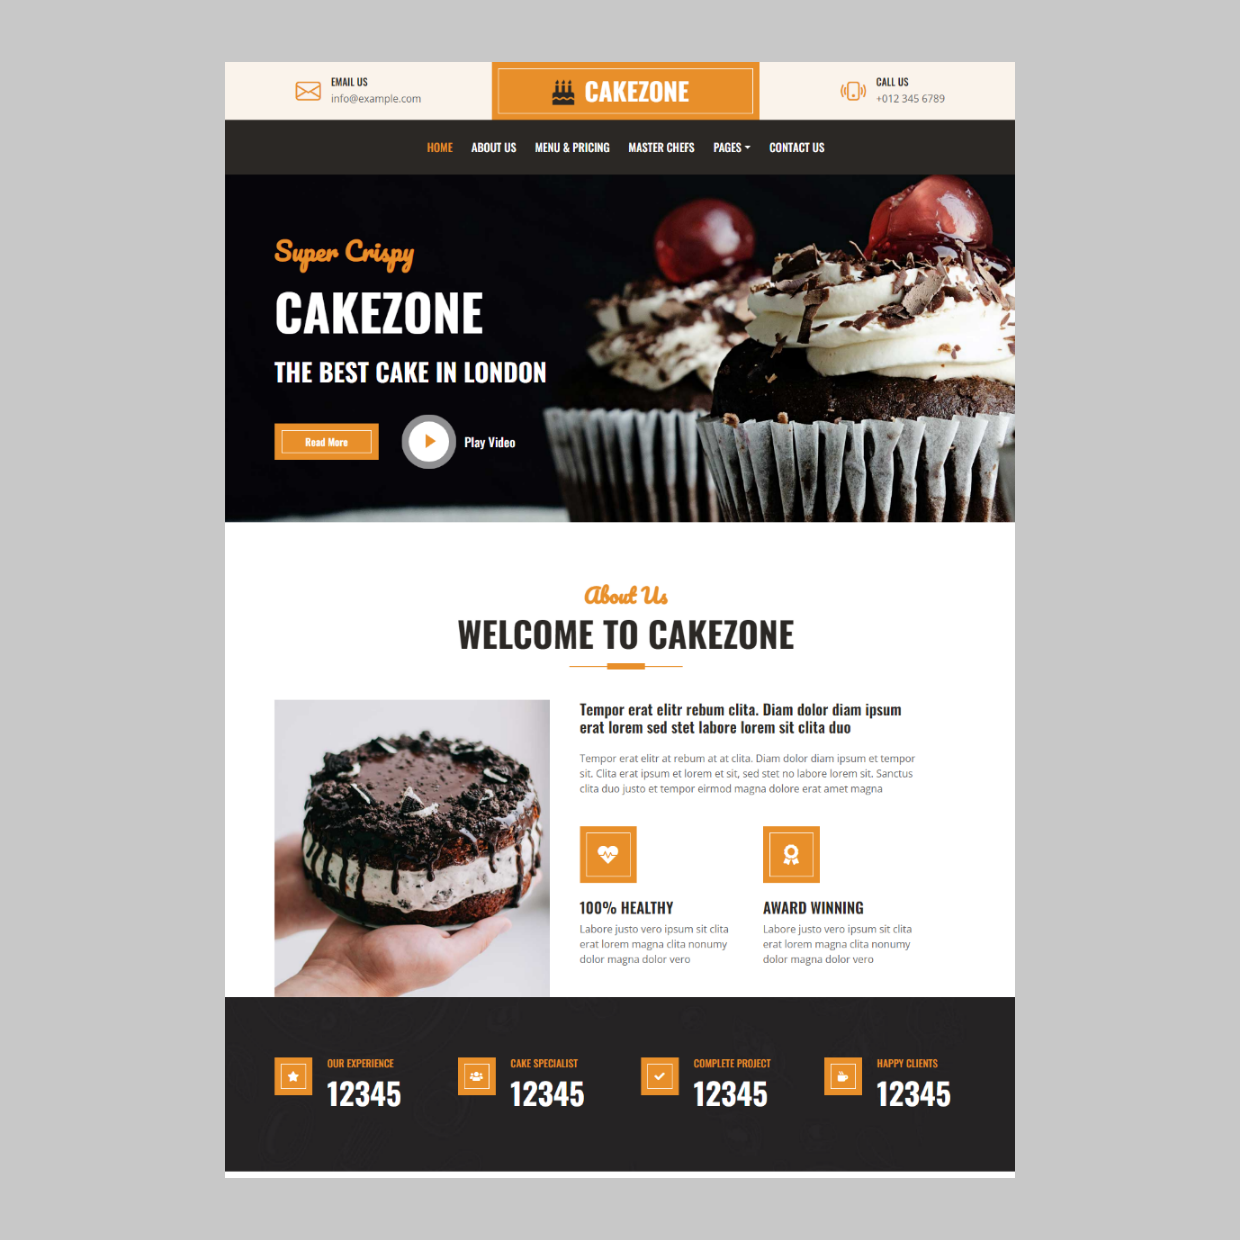 EMAIL US
info@example.com
CAKEZONE
CALL US
+012 345 6789
HOME ABOUT US MENU & PRICING MASTER CHEFS PAGES CONTACT US
Super Crispy
CAKEZONE
THE BEST CAKE IN LONDON
Read More
Play Video
About Us
WELCOME TO CAKEZONE
Tempor erat elitr rebum clita. Diam dolor diam ipsum
erat lorem sed stet labore lorem sit clita duo
Tempor erat elitr at rebum at at clita. Diam dolor diam ipsum et tempor
sit. Clita erat ipsum et lorem et sit, sed stet no labore lorem sit. Sanctus
clita duo justo et tempor eirmod magna dolore erat amet magna
100% HEALTHY
Labore justo vero ipsum sit clita
erat lorem magna clita nonumy
dolor magna dolor vero
AWARD WINNING
Labore justo vero ipsum sit clita
erat lorem magna clita nonumy
dolor magna dolor vero
OUR EXPERIENCE
12345
CAKE SPECIALIST
12345
COMPLETE PROJECT
12345
HAPPY CLIENTS
12345